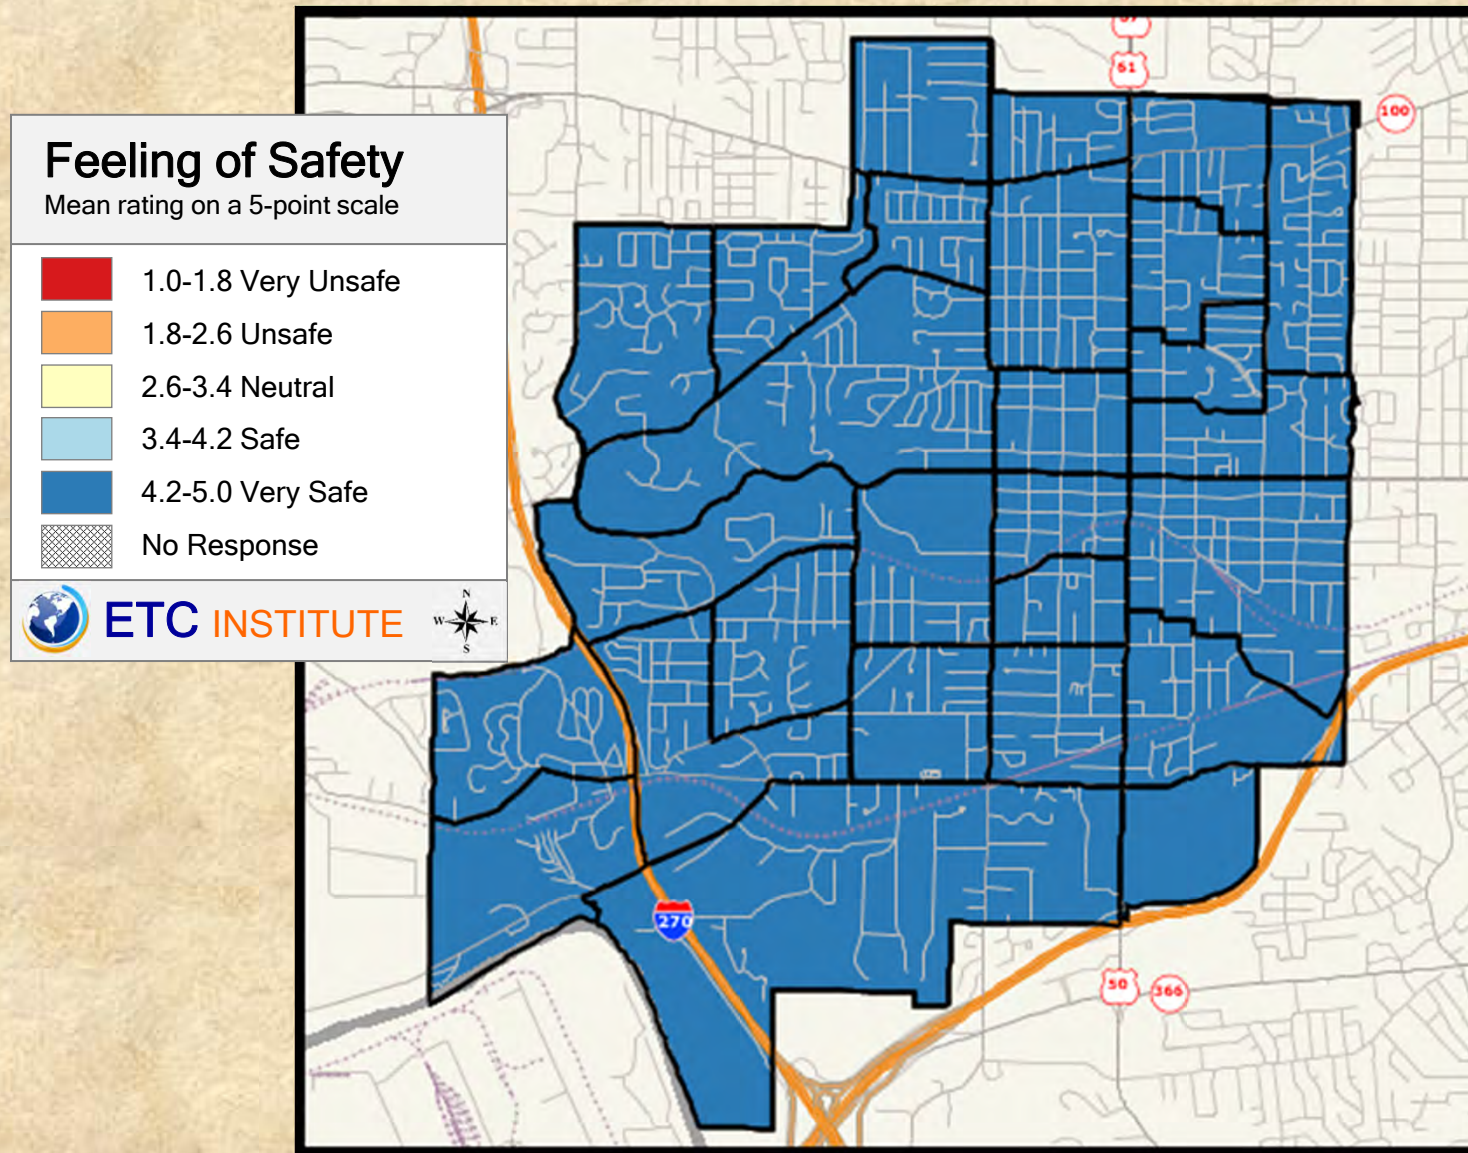 Feeling of Safety
Mean rating on a 5-point scale
1.0-1.8 Very Unsafe
1.8-2.6 Unsafe
2.6-3.4 Neutral
3.4-4.2 Safe
4.2-5.0 Very Safe
No Response
ETC INSTITUTE
N
W E
S
61
100
270
50
366